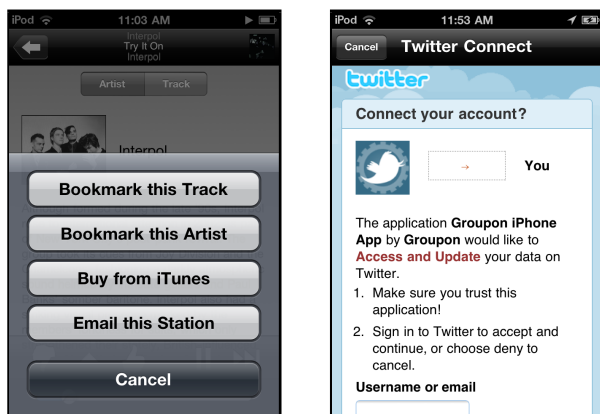 iPod
11:03 AM
Interpol
Try It On
Interpol
Artist
Track
Interpol
Bookmark this Track
Bookmark this Artist
Buy from iTunes
Email this Station
Cancel
iPod
11:53 AM
Cancel
Twitter Connect
twitter
Connect your account?
→
You
The application Groupon iPhone
App by Groupon would like to
Access and Update your data on
Twitter.
1. Make sure you trust this
application!
2. Sign in to Twitter to accept and
continue, or choose deny to
cancel.
Username or email